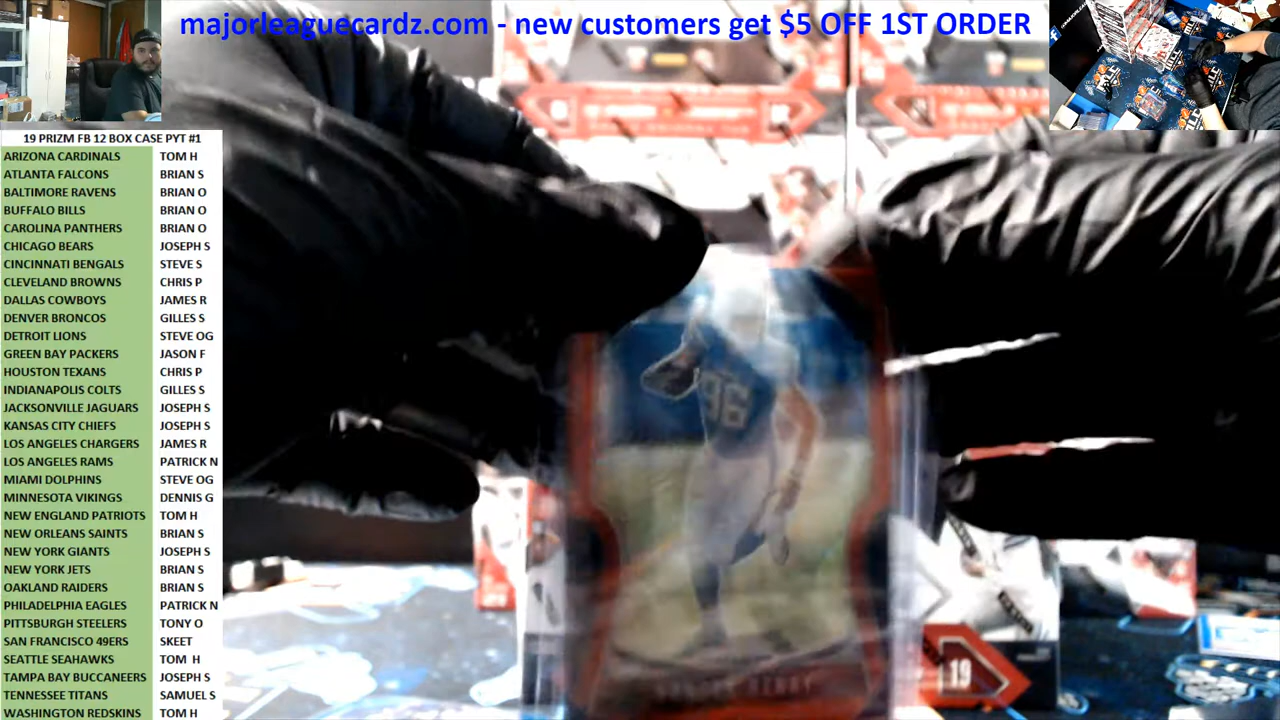 majorleaguecardz.com - new customers get $5 OFF 1ST ORDER
19 PRIZM FB 12 BOX CASE PYT #1
ARIZONA CARDINALS TOM H
ATLANTA FALCONS BRIAN S
BALTIMORE RAVENS BRIAN O
BUFFALO BILLS BRIAN O
CAROLINA PANTHERS BRIAN O
CHICAGO BEARS JOSEPH S
CINCINNATI BENGALS STEVE S
CLEVELAND BROWNS CHRIS P
DALLAS COWBOYS JAMES R
DENVER BRONCOS GILLES S
DETROIT LIONS STEVE OG
GREEN BAY PACKERS JASON F
HOUSTON TEXANS CHRIS P
INDIANAPOLIS COLTS GILLES S
JACKSONVILLE JAGUARS JOSEPH S
KANSAS CITY CHIEFS JOSEPH S
LOS ANGELES CHARGERS JAMES R
LOS ANGELES RAMS PATRICK N
MIAMI DOLPHINS STEVE OG
MINNESOTA VIKINGS DENNIS G
NEW ENGLAND PATRIOTS TOM H
NEW ORLEANS SAINTS BRIAN S
NEW YORK GIANTS JOSEPH S
NEW YORK JETS BRIAN S
OAKLAND RAIDERS BRIAN S
PHILADELPHIA EAGLES PATRICK N
PITTSBURGH STEELERS TONY O
SAN FRANCISCO 49ERS SKEET
SEATTLE SEAHAWKS TOM H
TAMPA BAY BUCCANEERS JOSEPH S
TENNESSEE TITANS SAMUEL S
WASHINGTON REDSKINS TOM H
19